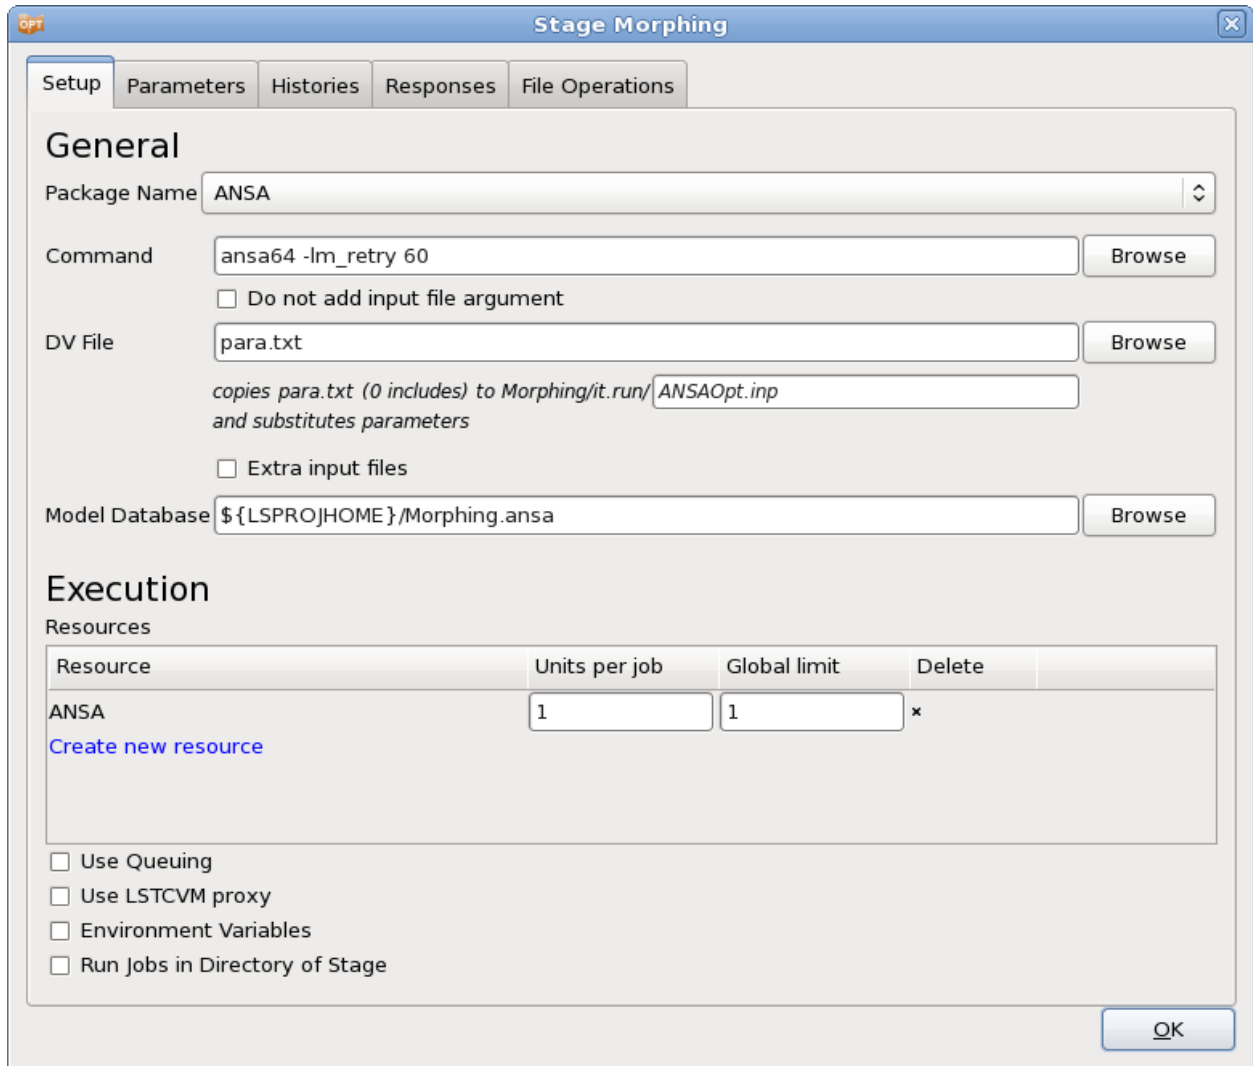 OPT
Stage Morphing
Setup Parameters Histories Responses File Operations
General
Package Name ANSA
Command ansa64 -lm_retry 60 Browse
Do not add input file argument
DV File para.txt Browse
copies para.txt (0 includes) to Morphing/it.run/ ANSAOpt.inp
and substitutes parameters
Extra input files
Model Database ${LSPROJHOME}/Morphing.ansa Browse
Execution
Resources
Resource Units per job Global limit Delete
ANSA 1 1 ×
Create new resource
Use Queuing
Use LSTCVM proxy
Environment Variables
Run Jobs in Directory of Stage
OK